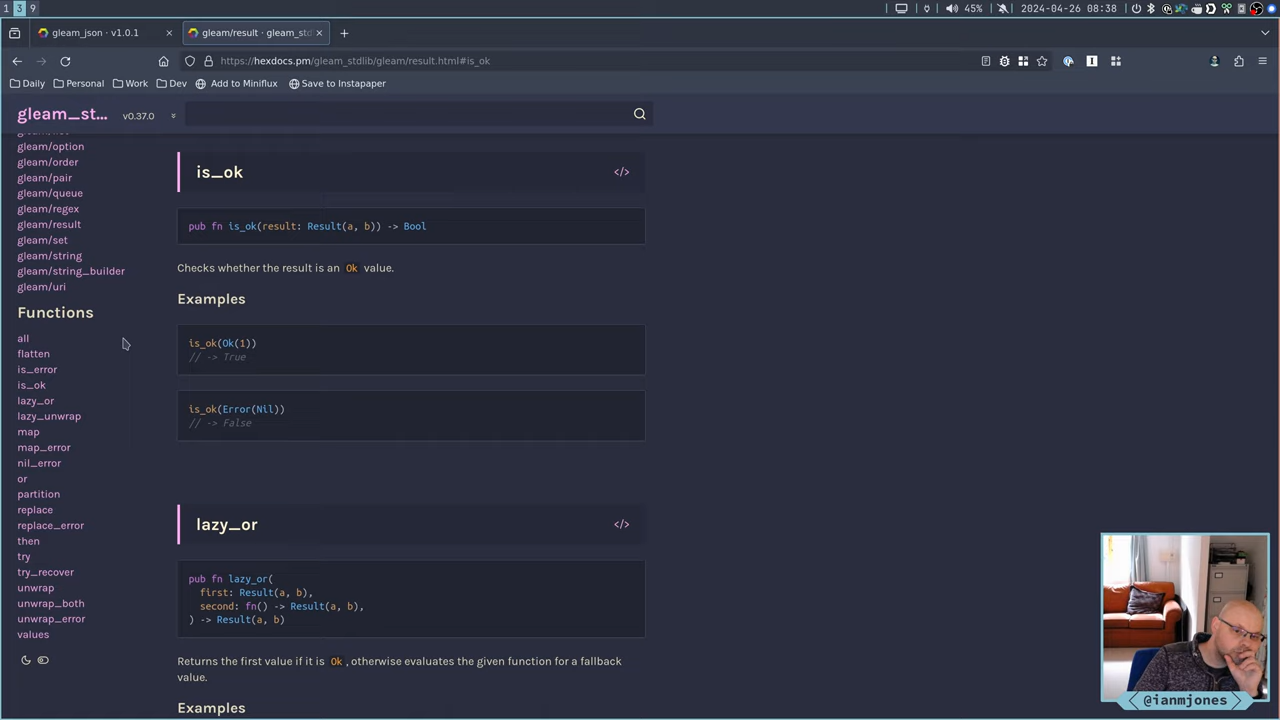 1 3 9
45%
2024-04-26 08:38
gleam_json · v1.0.1
gleam/result · gleam_std
https://hexdocs.pm/gleam_stdlib/gleam/result.html#is_ok
Daily
Personal
Work
Dev
Add to Miniflux
Save to Instapaper
gleam_st...
v0.37.0
gleam/option
gleam/order
gleam/pair
gleam/queue
gleam/regex
gleam/result
gleam/set
gleam/string
gleam/string_builder
gleam/uri
Functions
all
flatten
is_error
is_ok
lazy_or
lazy_unwrap
map
map_error
nil_error
or
partition
replace
replace_error
then
try
try_recover
unwrap
unwrap_both
unwrap_error
values
is_ok
</>
pub fn is_ok(result: Result(a, b)) -> Bool
Checks whether the result is an Ok value.
Examples
is_ok(Ok(1))
// -> True
is_ok(Error(Nil))
// -> False
lazy_or
</>
pub fn lazy_or(
first: Result(a, b),
second: fn() -> Result(a, b),
) -> Result(a, b)
Returns the first value if it is Ok, otherwise evaluates the given function for a fallback
value.
Examples
@ianmjones